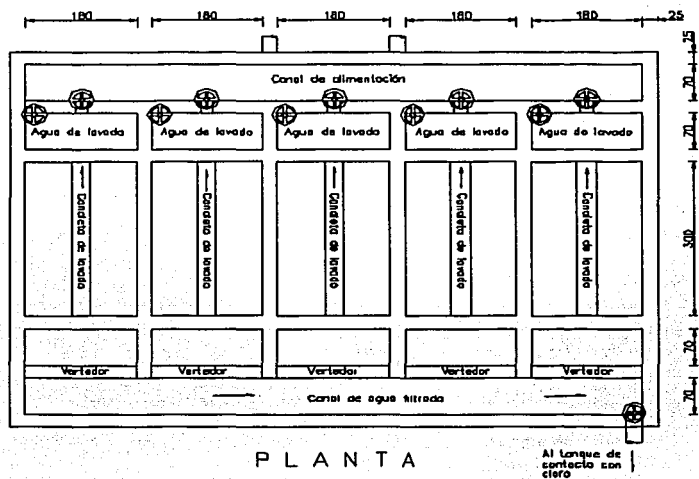 180 180 180 180 180 25
25
Canal de alimentación
70
Agua de lavado Agua de lavado Agua de lavado Agua de lavado Agua de lavado
70
Canaleta de lavado Canaleta de lavado Canaleta de lavado Canaleta de lavado Canaleta de lavado
300
70
Vertedor Vertedor Vertedor Vertedor Vertedor
Canal de agua filtrada
70
PLANTA
Al tanque de
contacto con
cloro